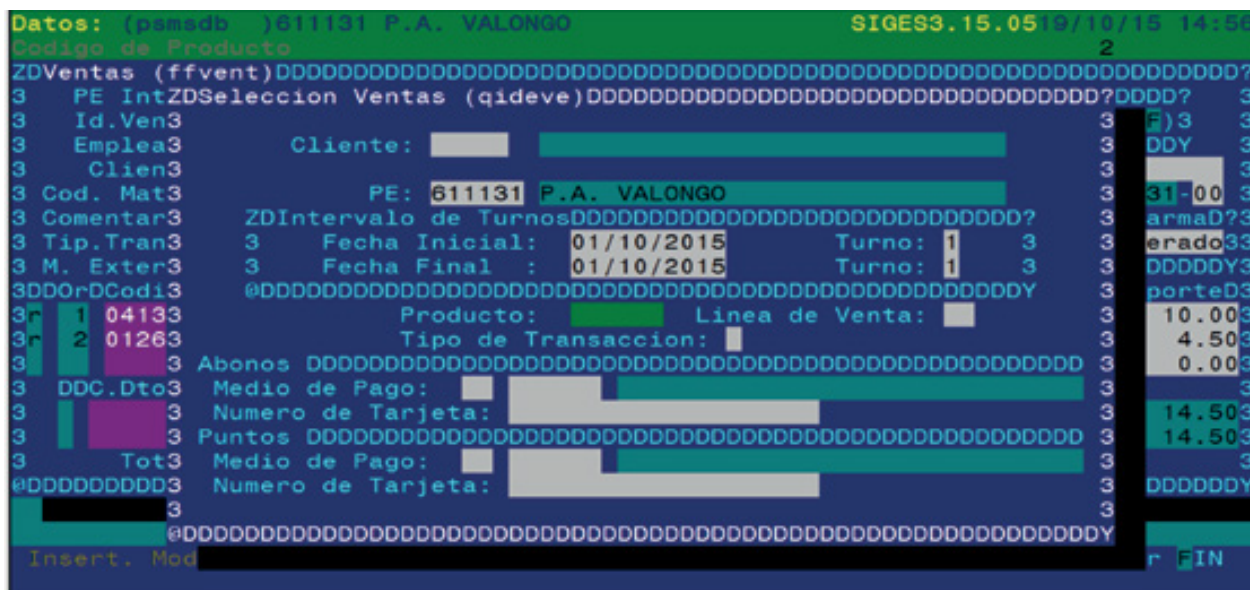 Datos: (psmsdb )611131 P.A. VALONGO SIGES3.15.0519/10/15 14:56
Codigo de Producto 2
ZDVentas (ffvent)DDDDDDDDDDDDDDDDDDDDDDDDDDDDDDDDDDDDDDDDDDDDDDDDDDDDDDDDDDDDDD?
3 PE IntZDSeleccion Ventas (qideve)DDDDDDDDDDDDDDDDDDDDDDDDDDDDDDDDD?DDDD? 3
3 Id.Ven3 3 F)3 3
3 Emplea3 Cliente: 3 DDY 3
3 Clien3 3 3
3 Cod. Mat3 PE: 611131 P.A. VALONGO 3 31-00 3
3 Comentar3 ZDIntervalo de TurnosDDDDDDDDDDDDDDDDDDDDDDDDDDDDD? 3 armaD?3
3 Tip.Tran3 3 Fecha Inicial: 01/10/2015 Turno: 1 3 3 erado33
3 M. Exter3 3 Fecha Final : 01/10/2015 Turno: 1 3 3 DDDDDY3
3DDOrDCodi3 @DDDDDDDDDDDDDDDDDDDDDDDDDDDDDDDDDDDDDDDDDDDDDDDDY 3 porteD3
3r 1 04133 Producto: Linea de Venta: 3 10.003
3r 2 01263 Tipo de Transaccion: 3 4.503
3 3 Abonos DDDDDDDDDDDDDDDDDDDDDDDDDDDDDDDDDDDDDDDDDDDDDDDDDD 3 0.003
3 DDC.Dto3 Medio de Pago: 3 3
3 3 Numero de Tarjeta: 3 14.503
3 3 Puntos DDDDDDDDDDDDDDDDDDDDDDDDDDDDDDDDDDDDDDDDDDDDDDDDDD 3 14.503
3 Tot3 Medio de Pago: 3 3
@DDDDDDDDD3 Numero de Tarjeta: 3 DDDDDDY
3 3
@DDDDDDDDDDDDDDDDDDDDDDDDDDDDDDDDDDDDDDDDDDDDDDDDDDDDDDDDDDDY
Insert. Mod r FIN